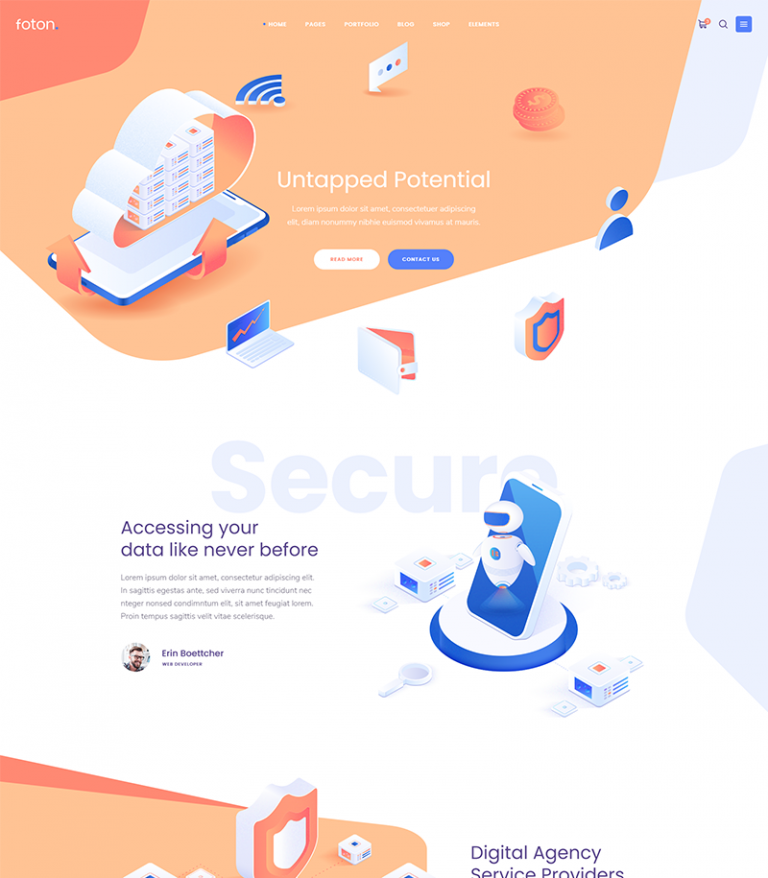 foton.
HOME PAGES PORTFOLIO BLOG SHOP ELEMENTS
Untapped Potential
Lorem ipsum dolor sit amet, consectetuer adipiscing
elit, diam nonummy nibhie euismod vivamus at mauris.
READ MORE CONTACT US
Secure
Accessing your
data like never before
Lorem ipsum dolor sit amet, consectetur adipiscing elit.
In sagittis egestas ante, sed viverra nunc tincidunt nec
nteger nonsed condimntum elit, sit amet feugiat lorem.
Proin tempus sagittis velit vitae scelerisque.
Erin Boettcher
WEB DEVELOPER
Digital Agency
Service Providers